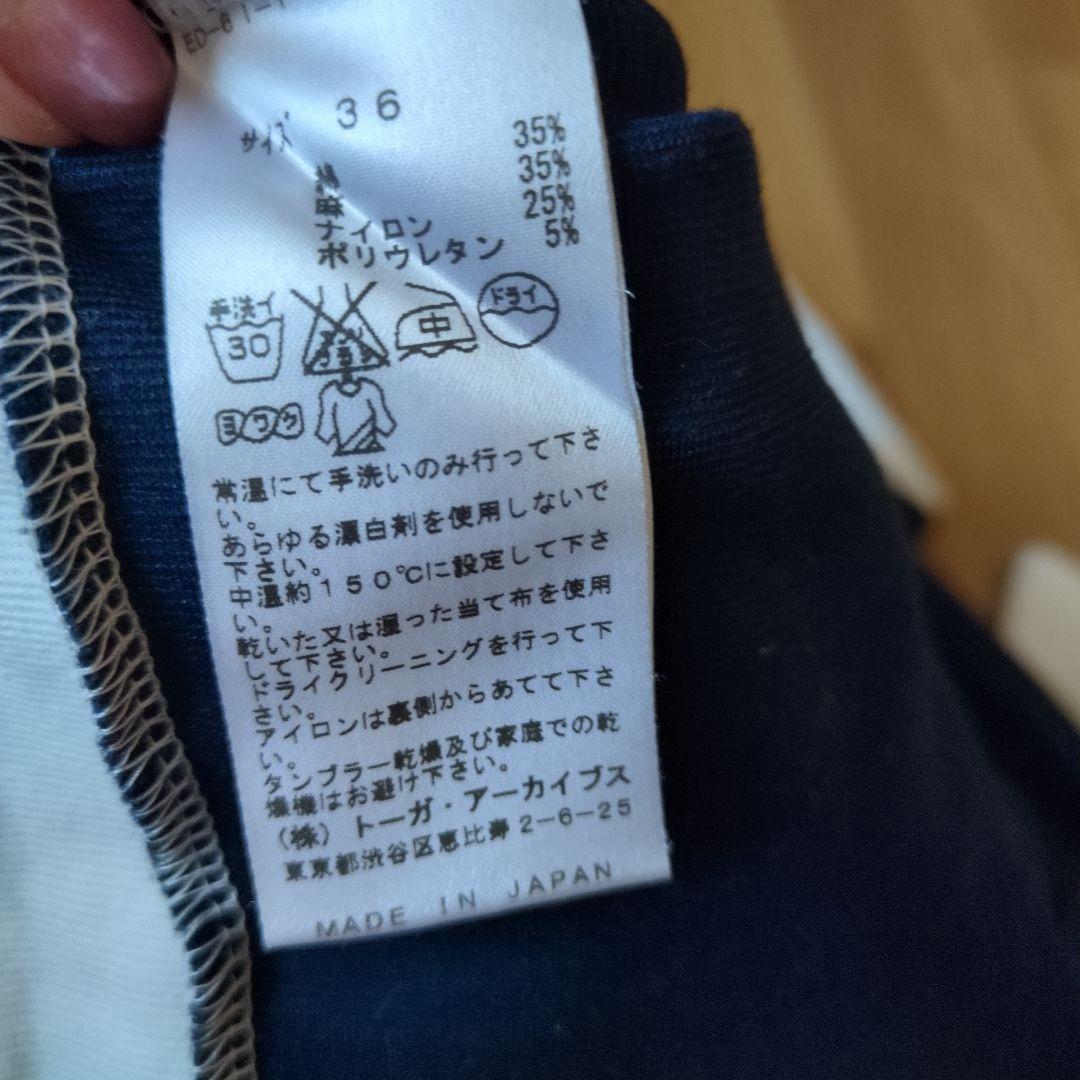 ED-61-1
サイズ 36
綿 35%
麻 35%
ナイロン 25%
ポリウレタン 5%
手洗イ
30
中
ドライ
ヨワク
常温にて手洗いのみ行って下さ
い。
あらゆる漂白剤を使用しないで
下さい。
中温約150℃に設定して下さ
い。
乾いた又は湿った当て布を使用
して下さい。
ドライクリーニングを行って下
さい。
アイロンは裏側からあてて下さ
い。
タンブラー乾燥及び家庭での乾
燥機はお避け下さい。
(株) トーガ・アーカイブス
東京都渋谷区恵比寿2-6-25
MADE IN JAPAN